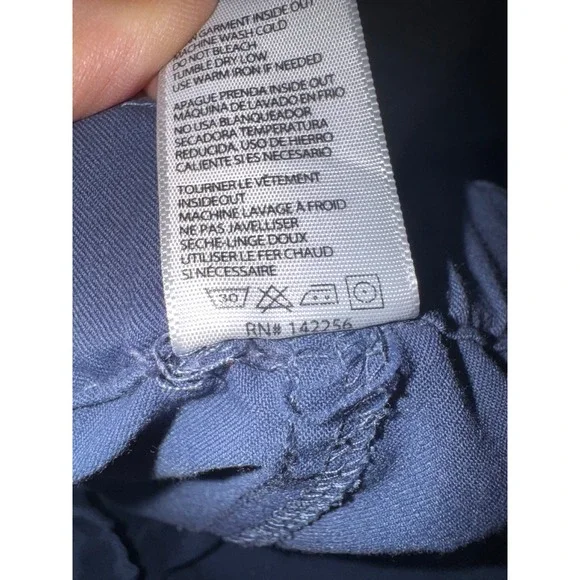 GARMENT INSIDE OUT
MACHINE WASH COLD
DO NOT BLEACH
TUMBLE DRY LOW
USE WARM IRON IF NEEDED
APAGUE PRENDA INSIDE OUT
MÁQUINA DE LAVADO EN FRIO
NO USA BLANQUEADOR
SECADORA TEMPERATURA
REDUCIDA. USO DE HIERRO
CALIENTE SI ES NECESARIO
TOURNER LE VÊTEMENT
INSIDEOUT
MACHINE LAVAGE À FROID
NE PAS JAVELLISER
SÈCHE-LINGE DOUX
UTILISER LE FER CHAUD
SI NÉCESSAIRE
30
RN# 142256